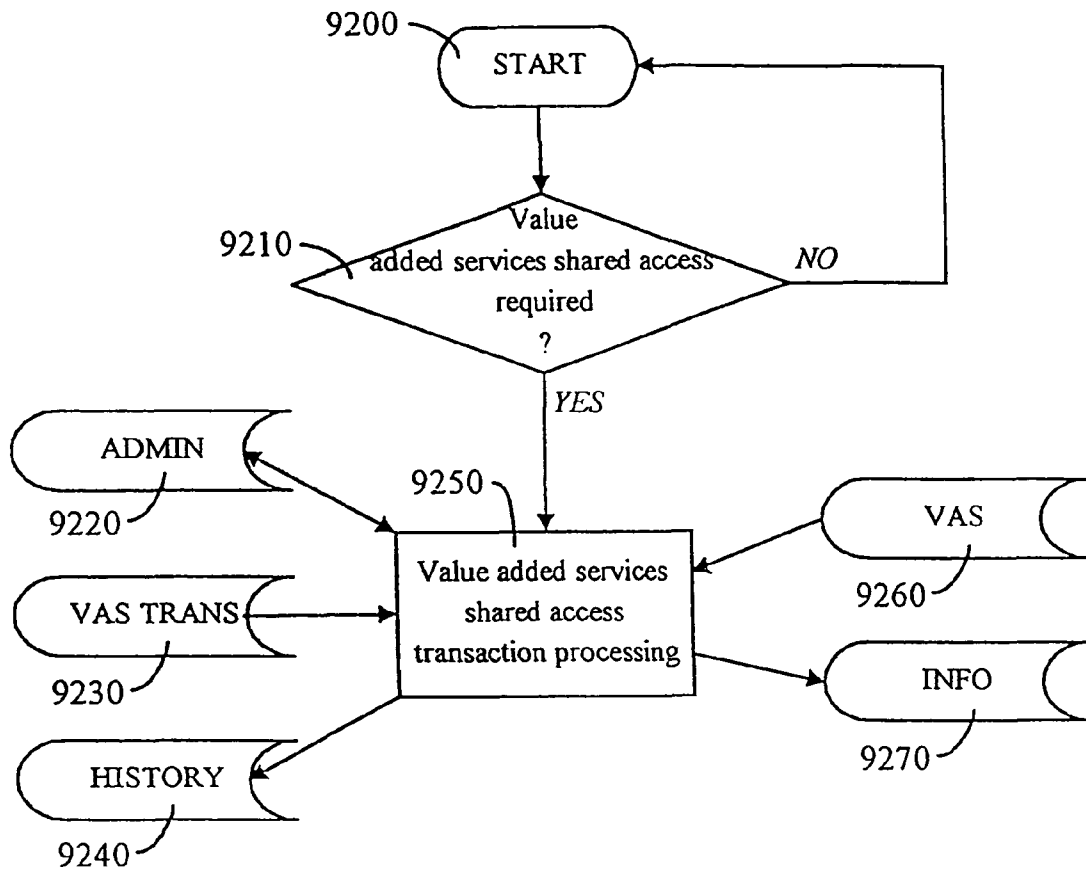 9200
START
9210
Value
added services shared access
required
?
NO
YES
ADMIN
9220
9250
VAS
9260
Value added services
shared access
transaction processing
VAS TRANS
9230
INFO
9270
HISTORY
9240